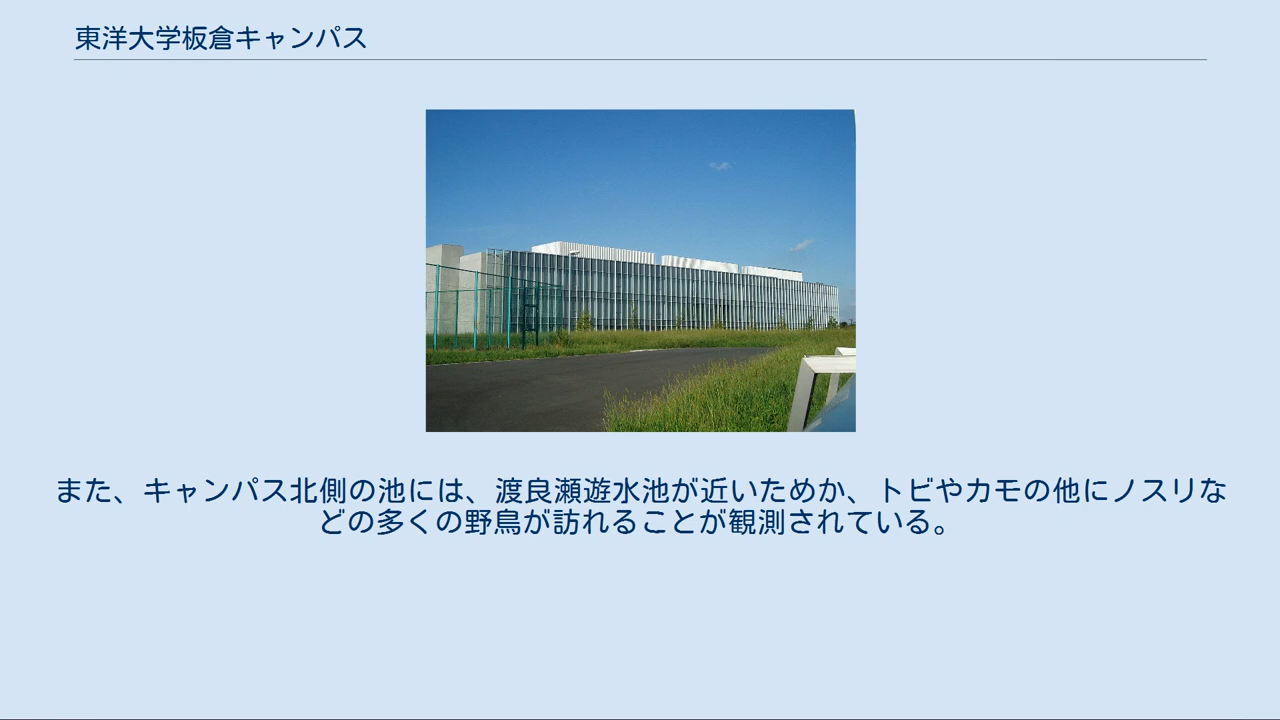 東洋大学板倉キャンパス
また、キャンパス北側の池には、渡良瀬遊水池が近いためか、トビやカモの他にノスリな
どの多くの野鳥が訪れることが観測されている。